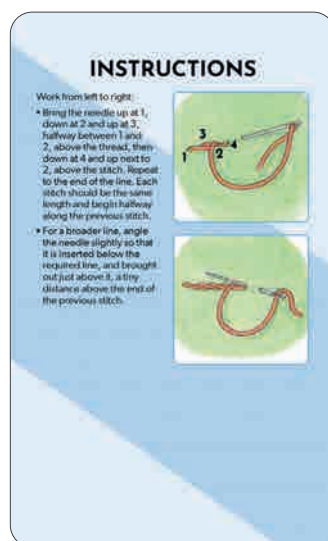 INSTRUCTIONS
Work from left to right:
• Bring the needle up at 1,
down at 2 and up at 3,
halfway between 1 and
2, above the thread, then
down at 4 and up next to
2, above the stitch. Repeat
to the end of the line. Each
stitch should be the same
length and begin halfway
along the previous stitch.
• For a broader line, angle
the needle slightly so that
it is inserted below the
required line, and brought
out just above it, a tiny
distance above the end of
the previous stitch.
3
4
1
2